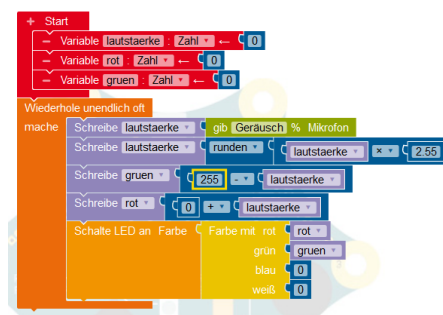 + Start
– Variable lautstaerke : Zahl ← 0
– Variable rot : Zahl ← 0
– Variable gruen : Zahl ← 0
Wiederhole unendlich oft
mache Schreibe lautstaerke gib Geräusch % Mikrofon
Schreibe lautstaerke runden lautstaerke × 2.55
Schreibe gruen 255 - lautstaerke
Schreibe rot 0 + lautstaerke
Schalte LED an Farbe Farbe mit rot rot
grün gruen
blau 0
weiß 0